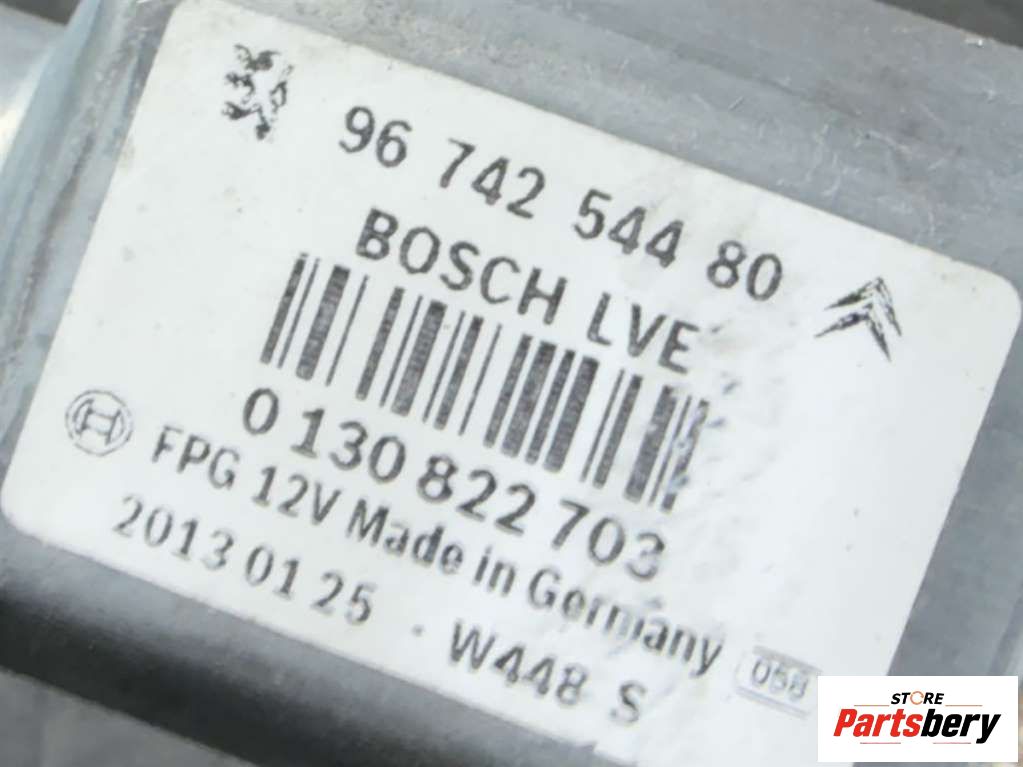 96 742 544 80
BOSCH LVE
0 130 822 703
FPG 12V Made in Germany
2013 01 25 . W448 S
058
STORE
Partsbery